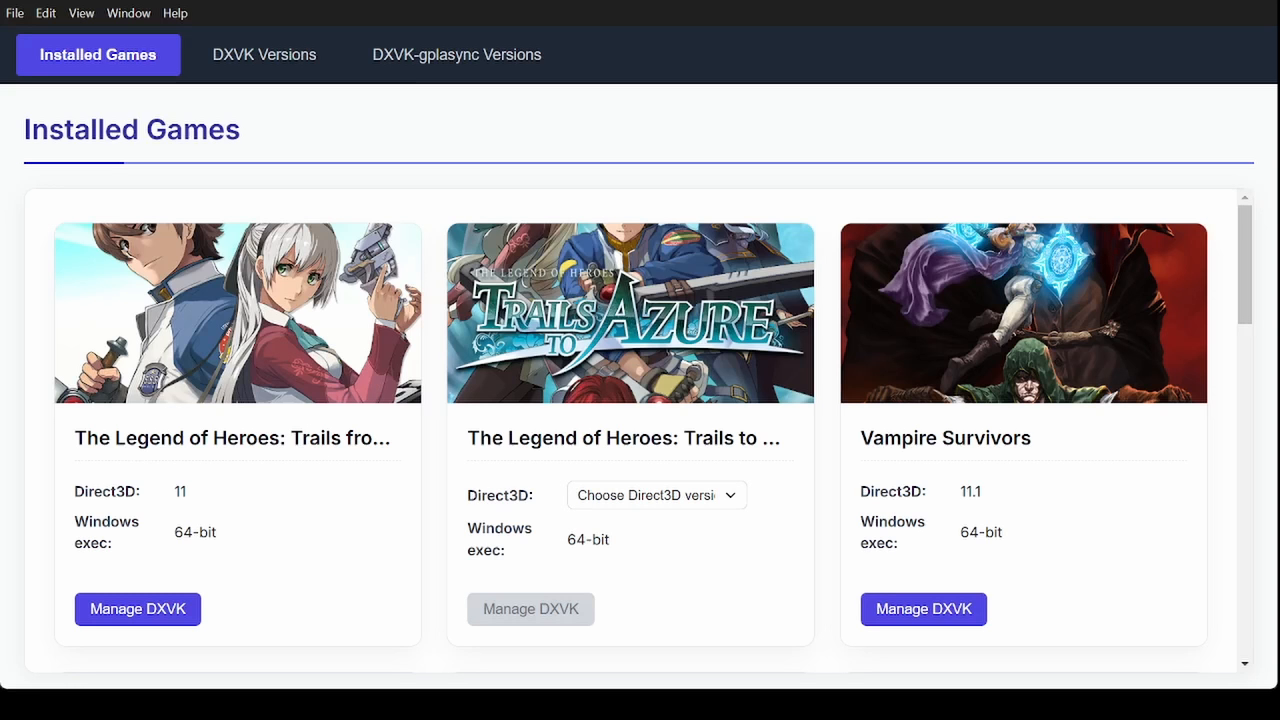 File Edit View Window Help
Installed Games DXVK Versions DXVK-gplasync Versions
Installed Games
THE LEGEND OF HEROES
TRAILS
TO AZURE
The Legend of Heroes: Trails fro...
Direct3D: 11
Windows
exec: 64-bit
Manage DXVK
The Legend of Heroes: Trails to ...
Direct3D: Choose Direct3D versi
Windows
exec: 64-bit
Manage DXVK
Vampire Survivors
Direct3D: 11.1
Windows
exec: 64-bit
Manage DXVK